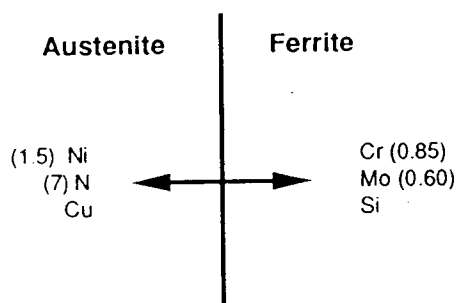 Austenite
Ferrite
(1.5) Ni
(7) N
Cu
Cr (0.85)
Mo (0.60)
Si